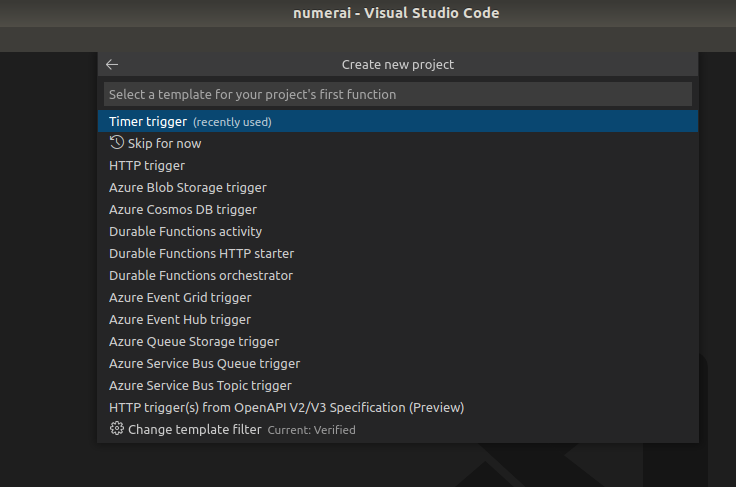 numerai - Visual Studio Code
Create new project
Select a template for your project's first function
Timer trigger (recently used)
Skip for now
HTTP trigger
Azure Blob Storage trigger
Azure Cosmos DB trigger
Durable Functions activity
Durable Functions HTTP starter
Durable Functions orchestrator
Azure Event Grid trigger
Azure Event Hub trigger
Azure Queue Storage trigger
Azure Service Bus Queue trigger
Azure Service Bus Topic trigger
HTTP trigger(s) from OpenAPI V2/V3 Specification (Preview)
Change template filter Current: Verified